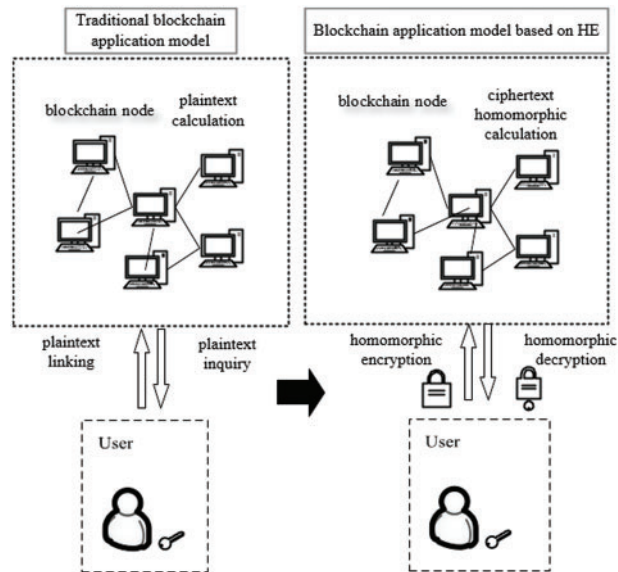 Traditional blockchain
application model
blockchain node
plaintext
calculation
plaintext
linking
plaintext
inquiry
User
Blockchain application model based on HE
blockchain node
ciphertext
homomorphic
calculation
homomorphic
encryption
homomorphic
decryption
User